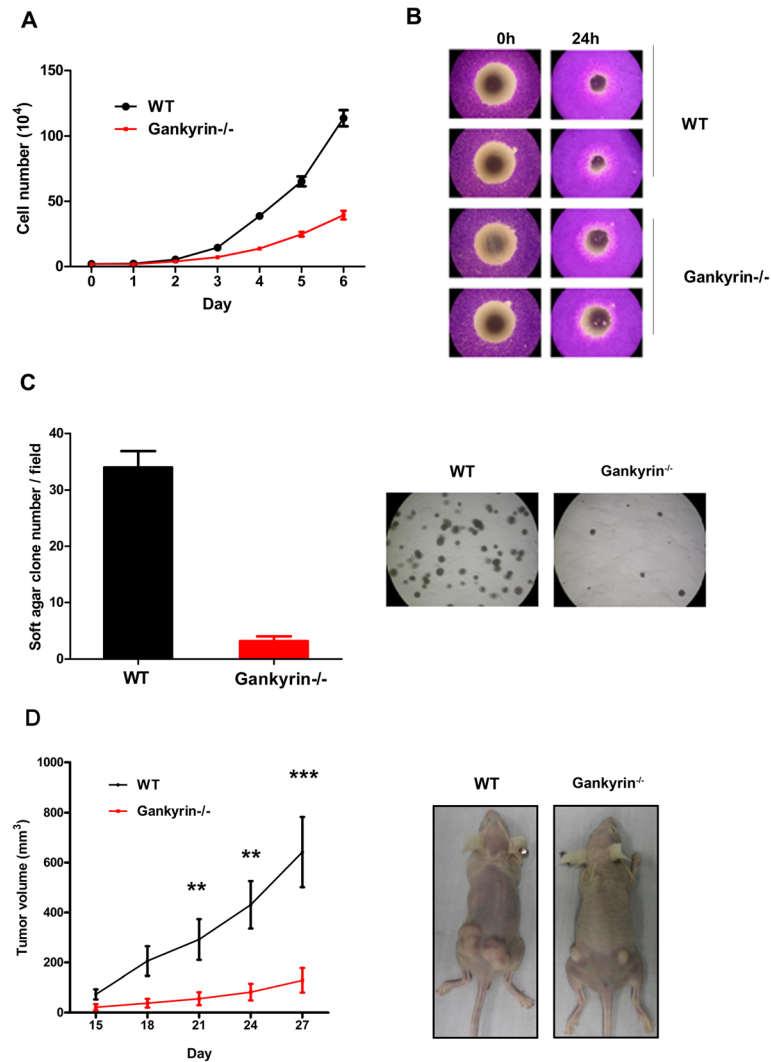 A
Cell number (10⁴)
150
100
50
0
WT
Gankyrin-/-
0 1 2 3 4 5 6
Day
B
0h 24h
WT
Gankyrin-/-
C
Soft agar clone number / field
40
30
20
10
0
WT Gankyrin-/-
WT Gankyrin⁻/⁻
D
Tumor volume (mm³)
1000
800
600
400
200
0
WT
Gankyrin-/-
**
**
***
15 18 21 24 27
Day
WT Gankyrin⁻/⁻